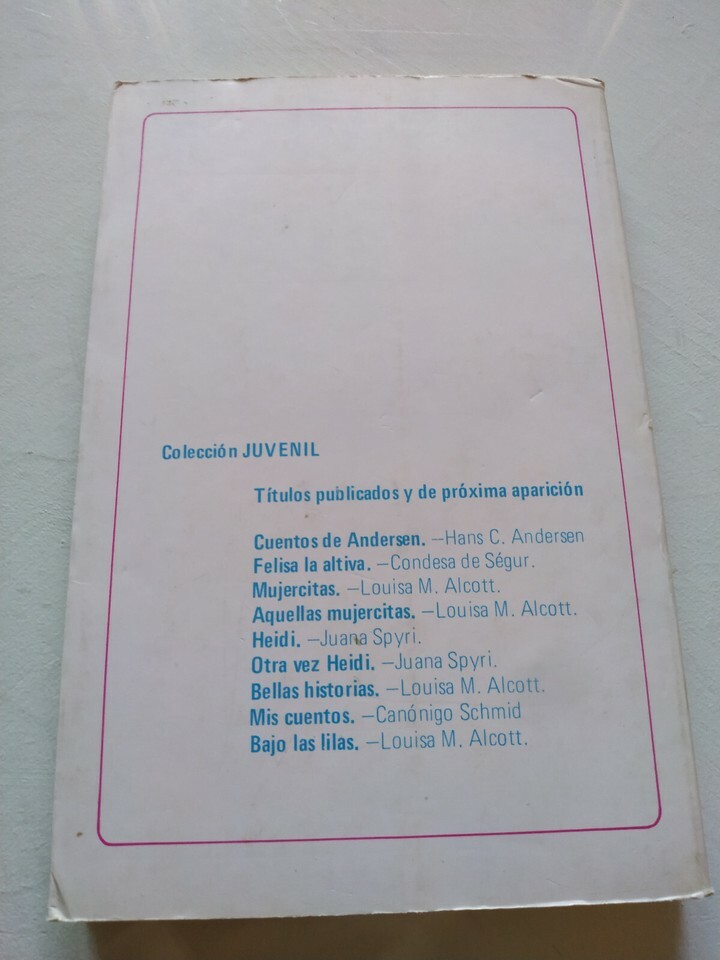 Colección JUVENIL
Títulos publicados y de próxima aparición
Cuentos de Andersen. —Hans C. Andersen
Felisa la altiva. —Condesa de Ségur.
Mujercitas. —Louisa M. Alcott.
Aquellas mujercitas. —Louisa M. Alcott.
Heidi. —Juana Spyri.
Otra vez Heidi. —Juana Spyri.
Bellas historias. —Louisa M. Alcott.
Mis cuentos. —Canónigo Schmid
Bajo las lilas. —Louisa M. Alcott.